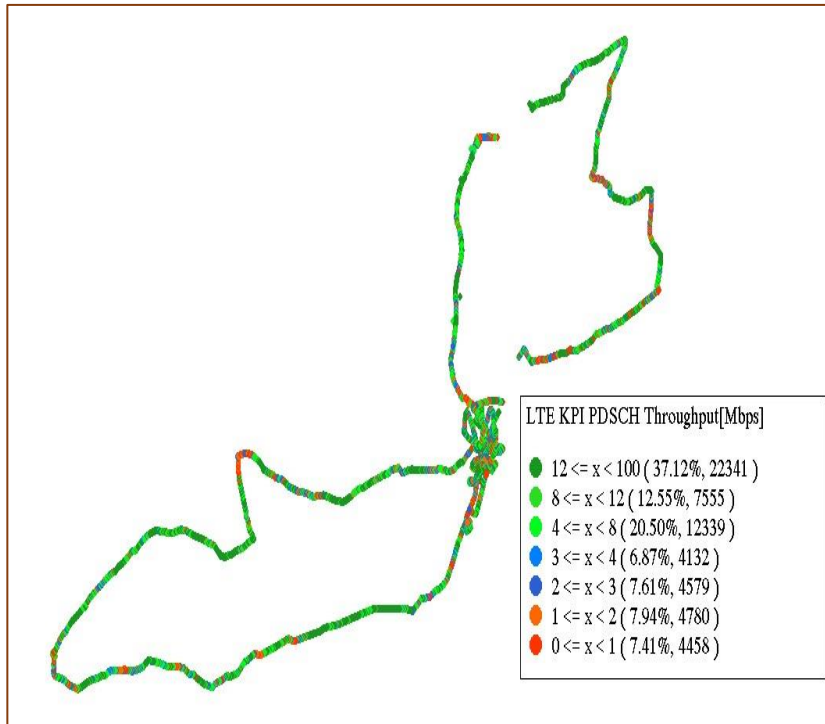 LTE KPI PDSCH Throughput[Mbps]
12 <= x < 100 ( 37.12%, 22341 )
8 <= x < 12 ( 12.55%, 7555 )
4 <= x < 8 ( 20.50%, 12339 )
3 <= x < 4 ( 6.87%, 4132 )
2 <= x < 3 ( 7.61%, 4579 )
1 <= x < 2 ( 7.94%, 4780 )
0 <= x < 1 ( 7.41%, 4458 )